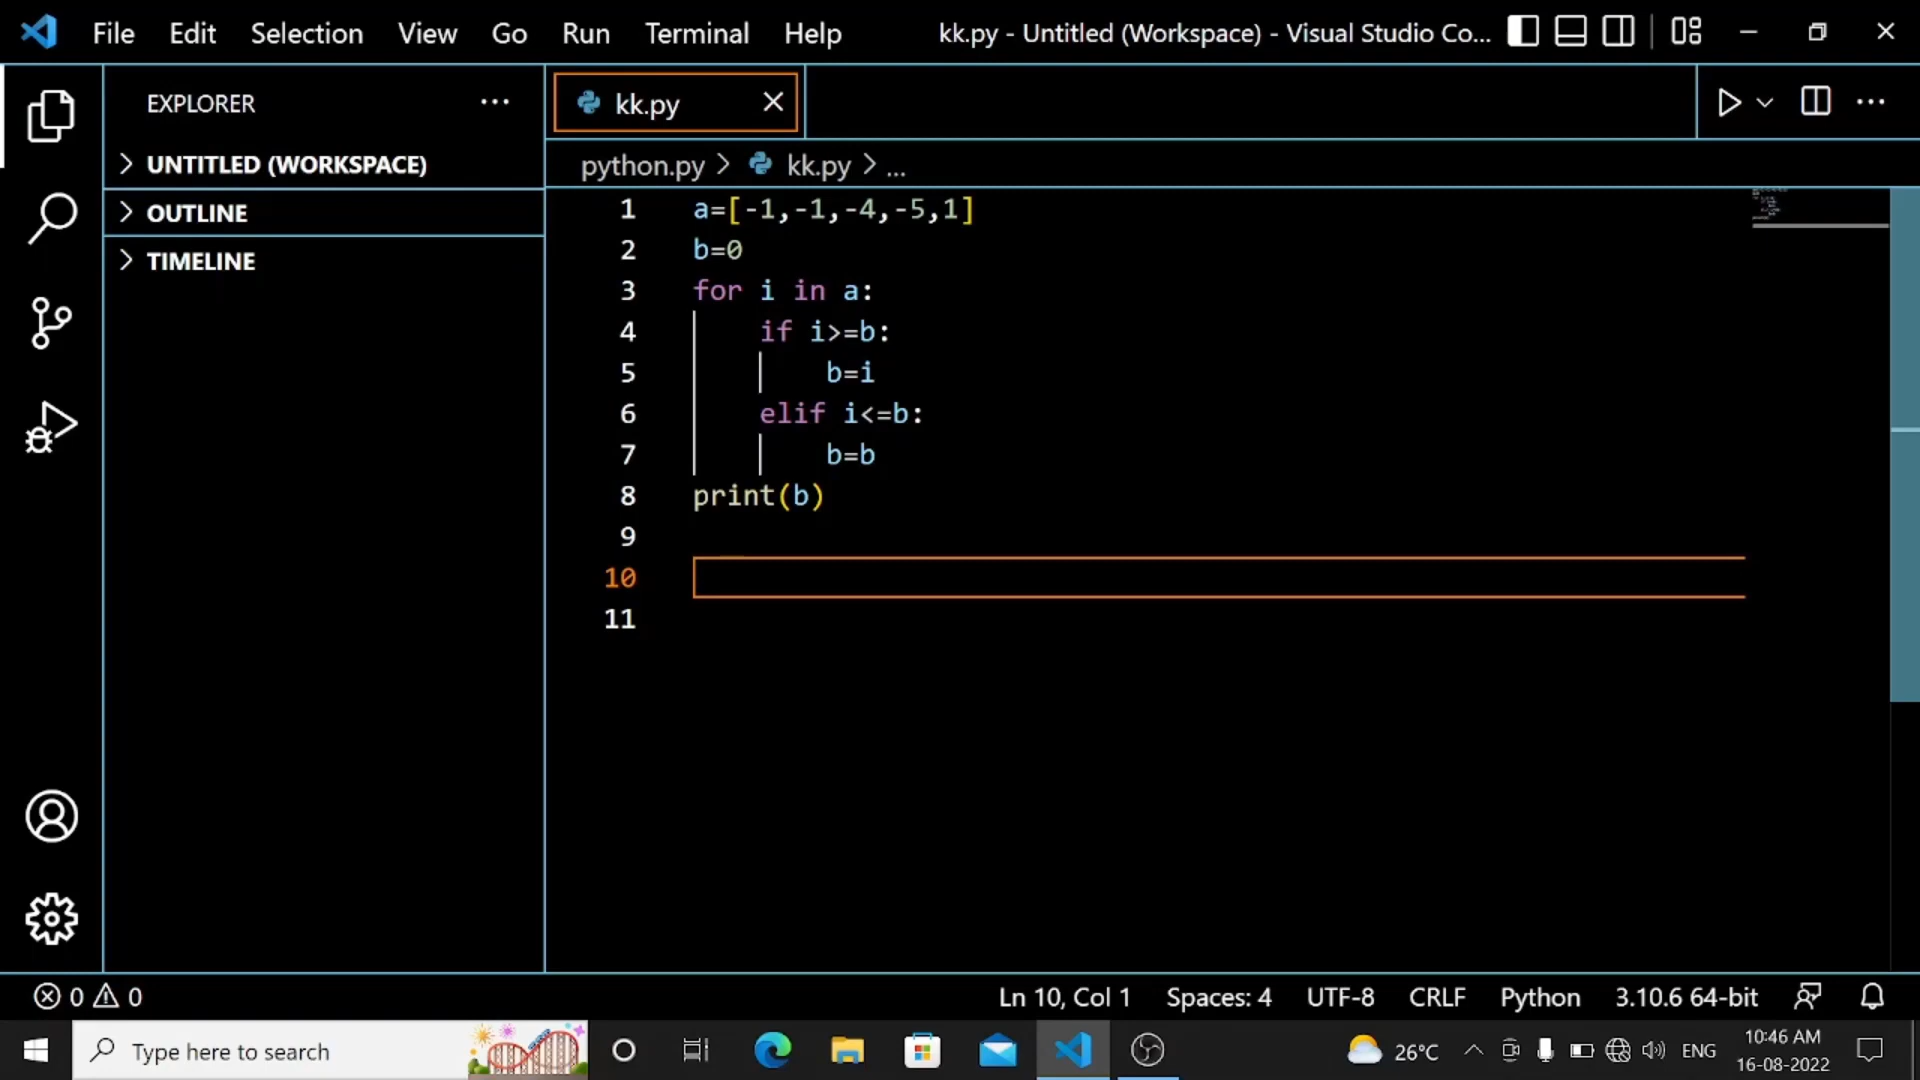 File Edit Selection View Go Run Terminal Help kk.py - Untitled (Workspace) - Visual Studio Co...
EXPLORER
kk.py
UNTITLED (WORKSPACE)
OUTLINE
TIMELINE
python.py > kk.py > ...
1 a=[-1,-1,-4,-5,1]
2 b=0
3 for i in a:
4 if i>=b:
5 b=i
6 elif i<=b:
7 b=b
8 print(b)
9
10
11
0 0 Ln 10, Col 1 Spaces: 4 UTF-8 CRLF Python 3.10.6 64-bit
Type here to search 26°C ENG 10:46 AM
16-08-2022